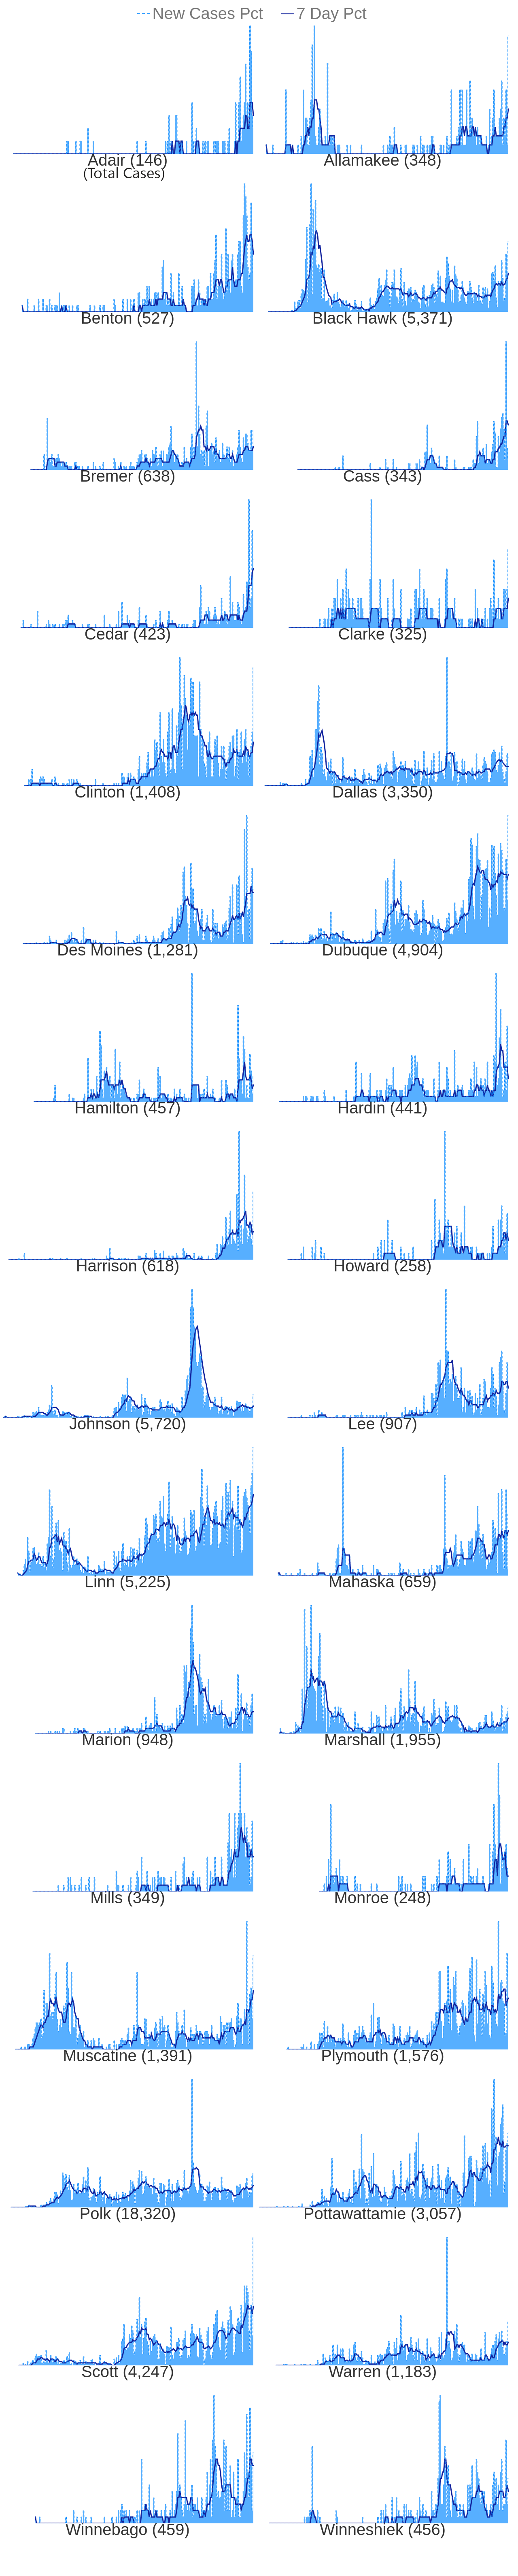 New Cases Pct 7 Day Pct
Adair (146) Allamakee (348)
(Total Cases)
Benton (527) Black Hawk (5,371)
Bremer (638) Cass (343)
Cedar (423) Clarke (325)
Clinton (1,408) Dallas (3,350)
Des Moines (1,281) Dubuque (4,904)
Hamilton (457) Hardin (441)
Harrison (618) Howard (258)
Johnson (5,720) Lee (907)
Linn (5,225) Mahaska (659)
Marion (948) Marshall (1,955)
Mills (349) Monroe (248)
Muscatine (1,391) Plymouth (1,576)
Polk (18,320) Pottawattamie (3,057)
Scott (4,247) Warren (1,183)
Winnebago (459) Winneshiek (456)